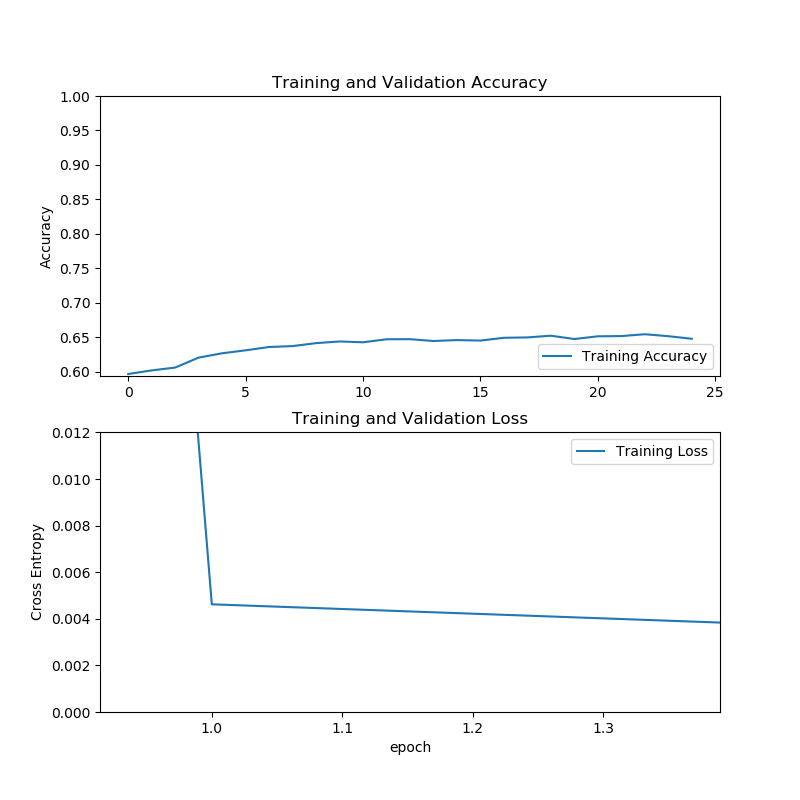 Training and Validation Accuracy
1.00
0.95
0.90
0.85
0.80
0.75
0.70
0.65
0.60
Accuracy
Training Accuracy
0 5 10 15 20 25
Training and Validation Loss
0.012
0.010
0.008
0.006
0.004
0.002
0.000
Cross Entropy
Training Loss
1.0 1.1 1.2 1.3
epoch